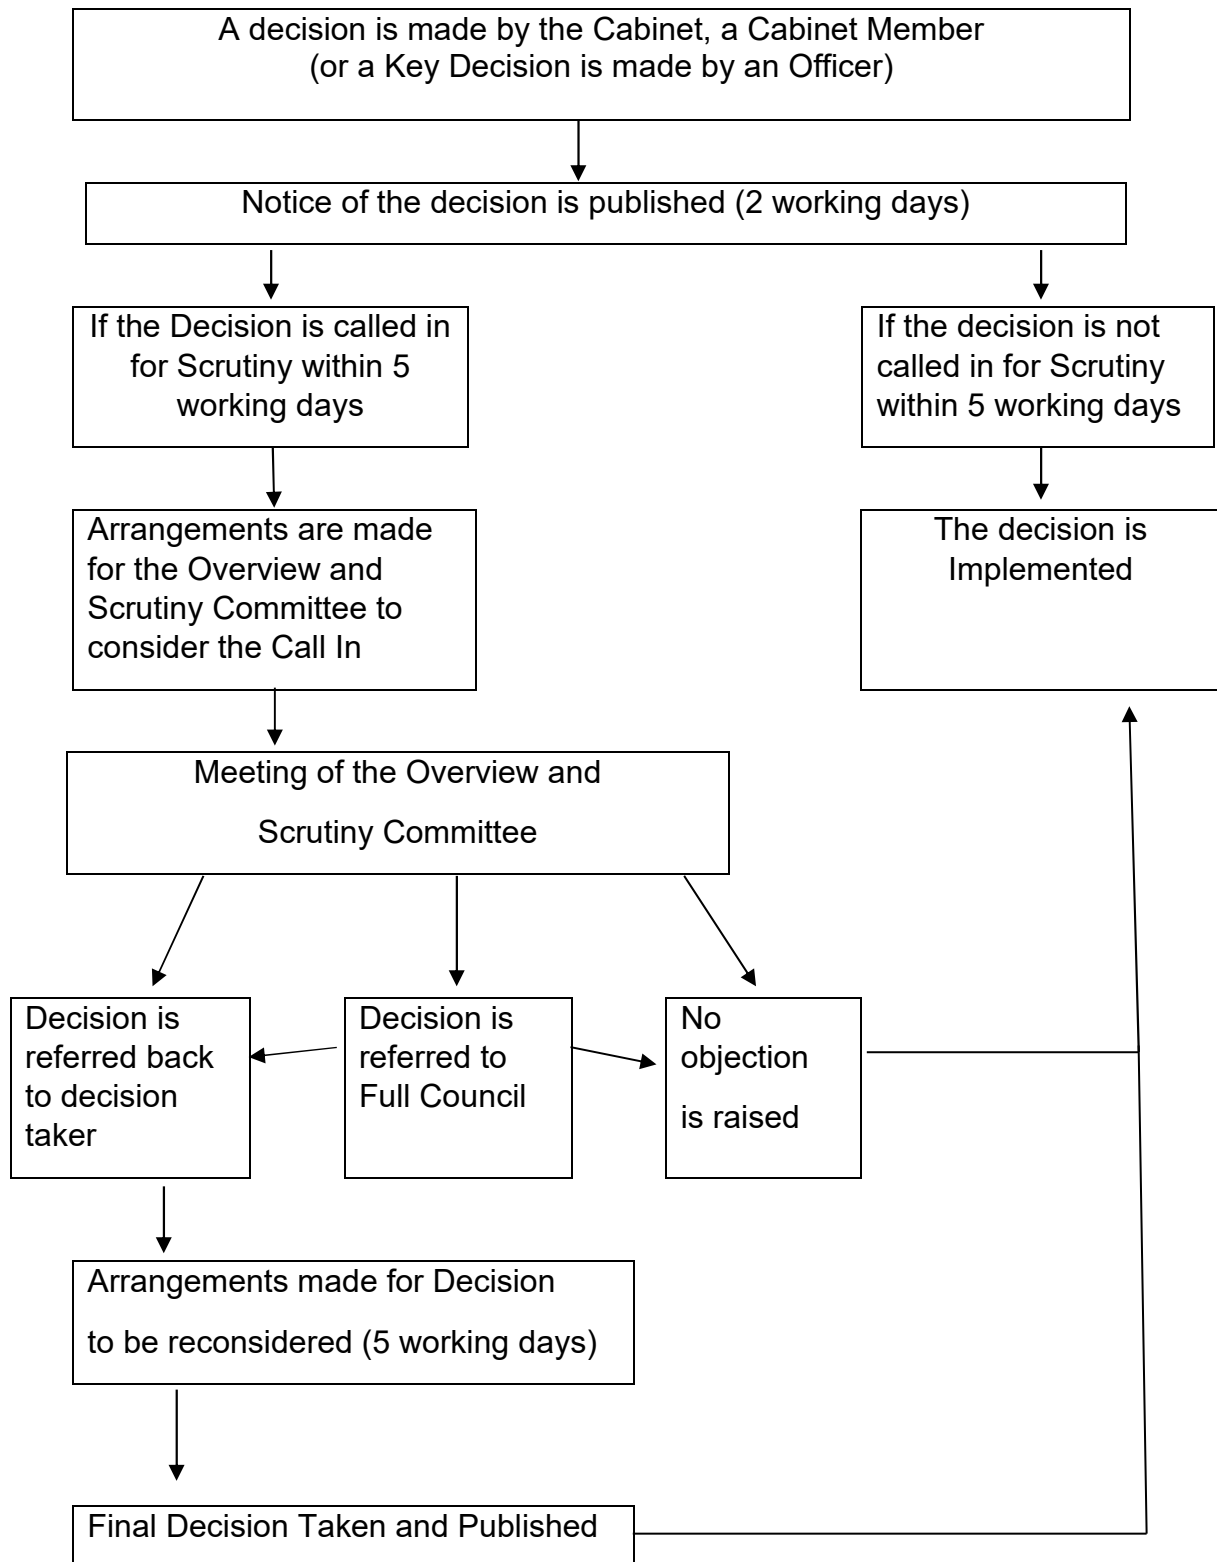 A decision is made by the Cabinet, a Cabinet Member
(or a Key Decision is made by an Officer)
Notice of the decision is published (2 working days)
If the Decision is called in
for Scrutiny within 5
working days
If the decision is not
called in for Scrutiny
within 5 working days
Arrangements are made
for the Overview and
Scrutiny Committee to
consider the Call In
The decision is
Implemented
Meeting of the Overview and
Scrutiny Committee
Decision is
referred back
to decision
taker
Decision is
referred to
Full Council
No
objection
is raised
Arrangements made for Decision
to be reconsidered (5 working days)
Final Decision Taken and Published